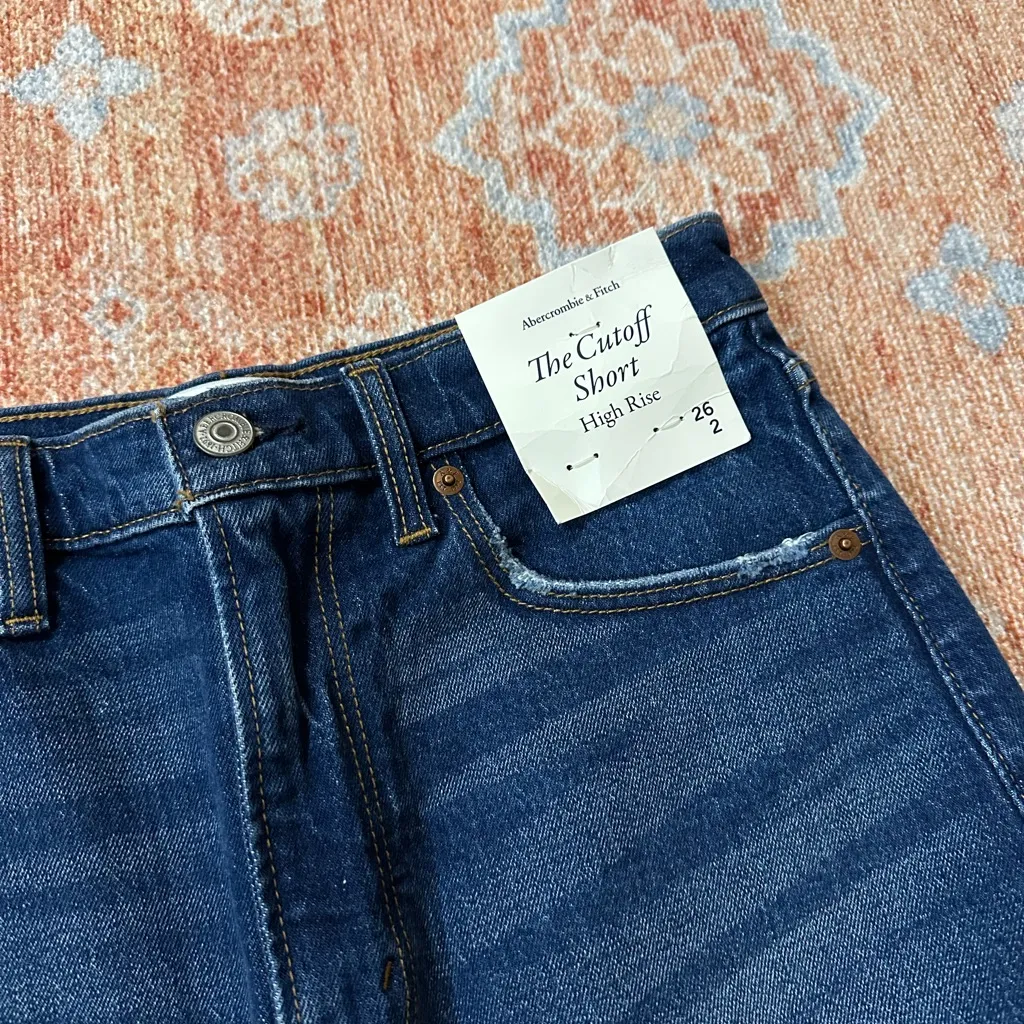 Abercrombie & Fitch
The Cutoff
Short
High Rise
26
2